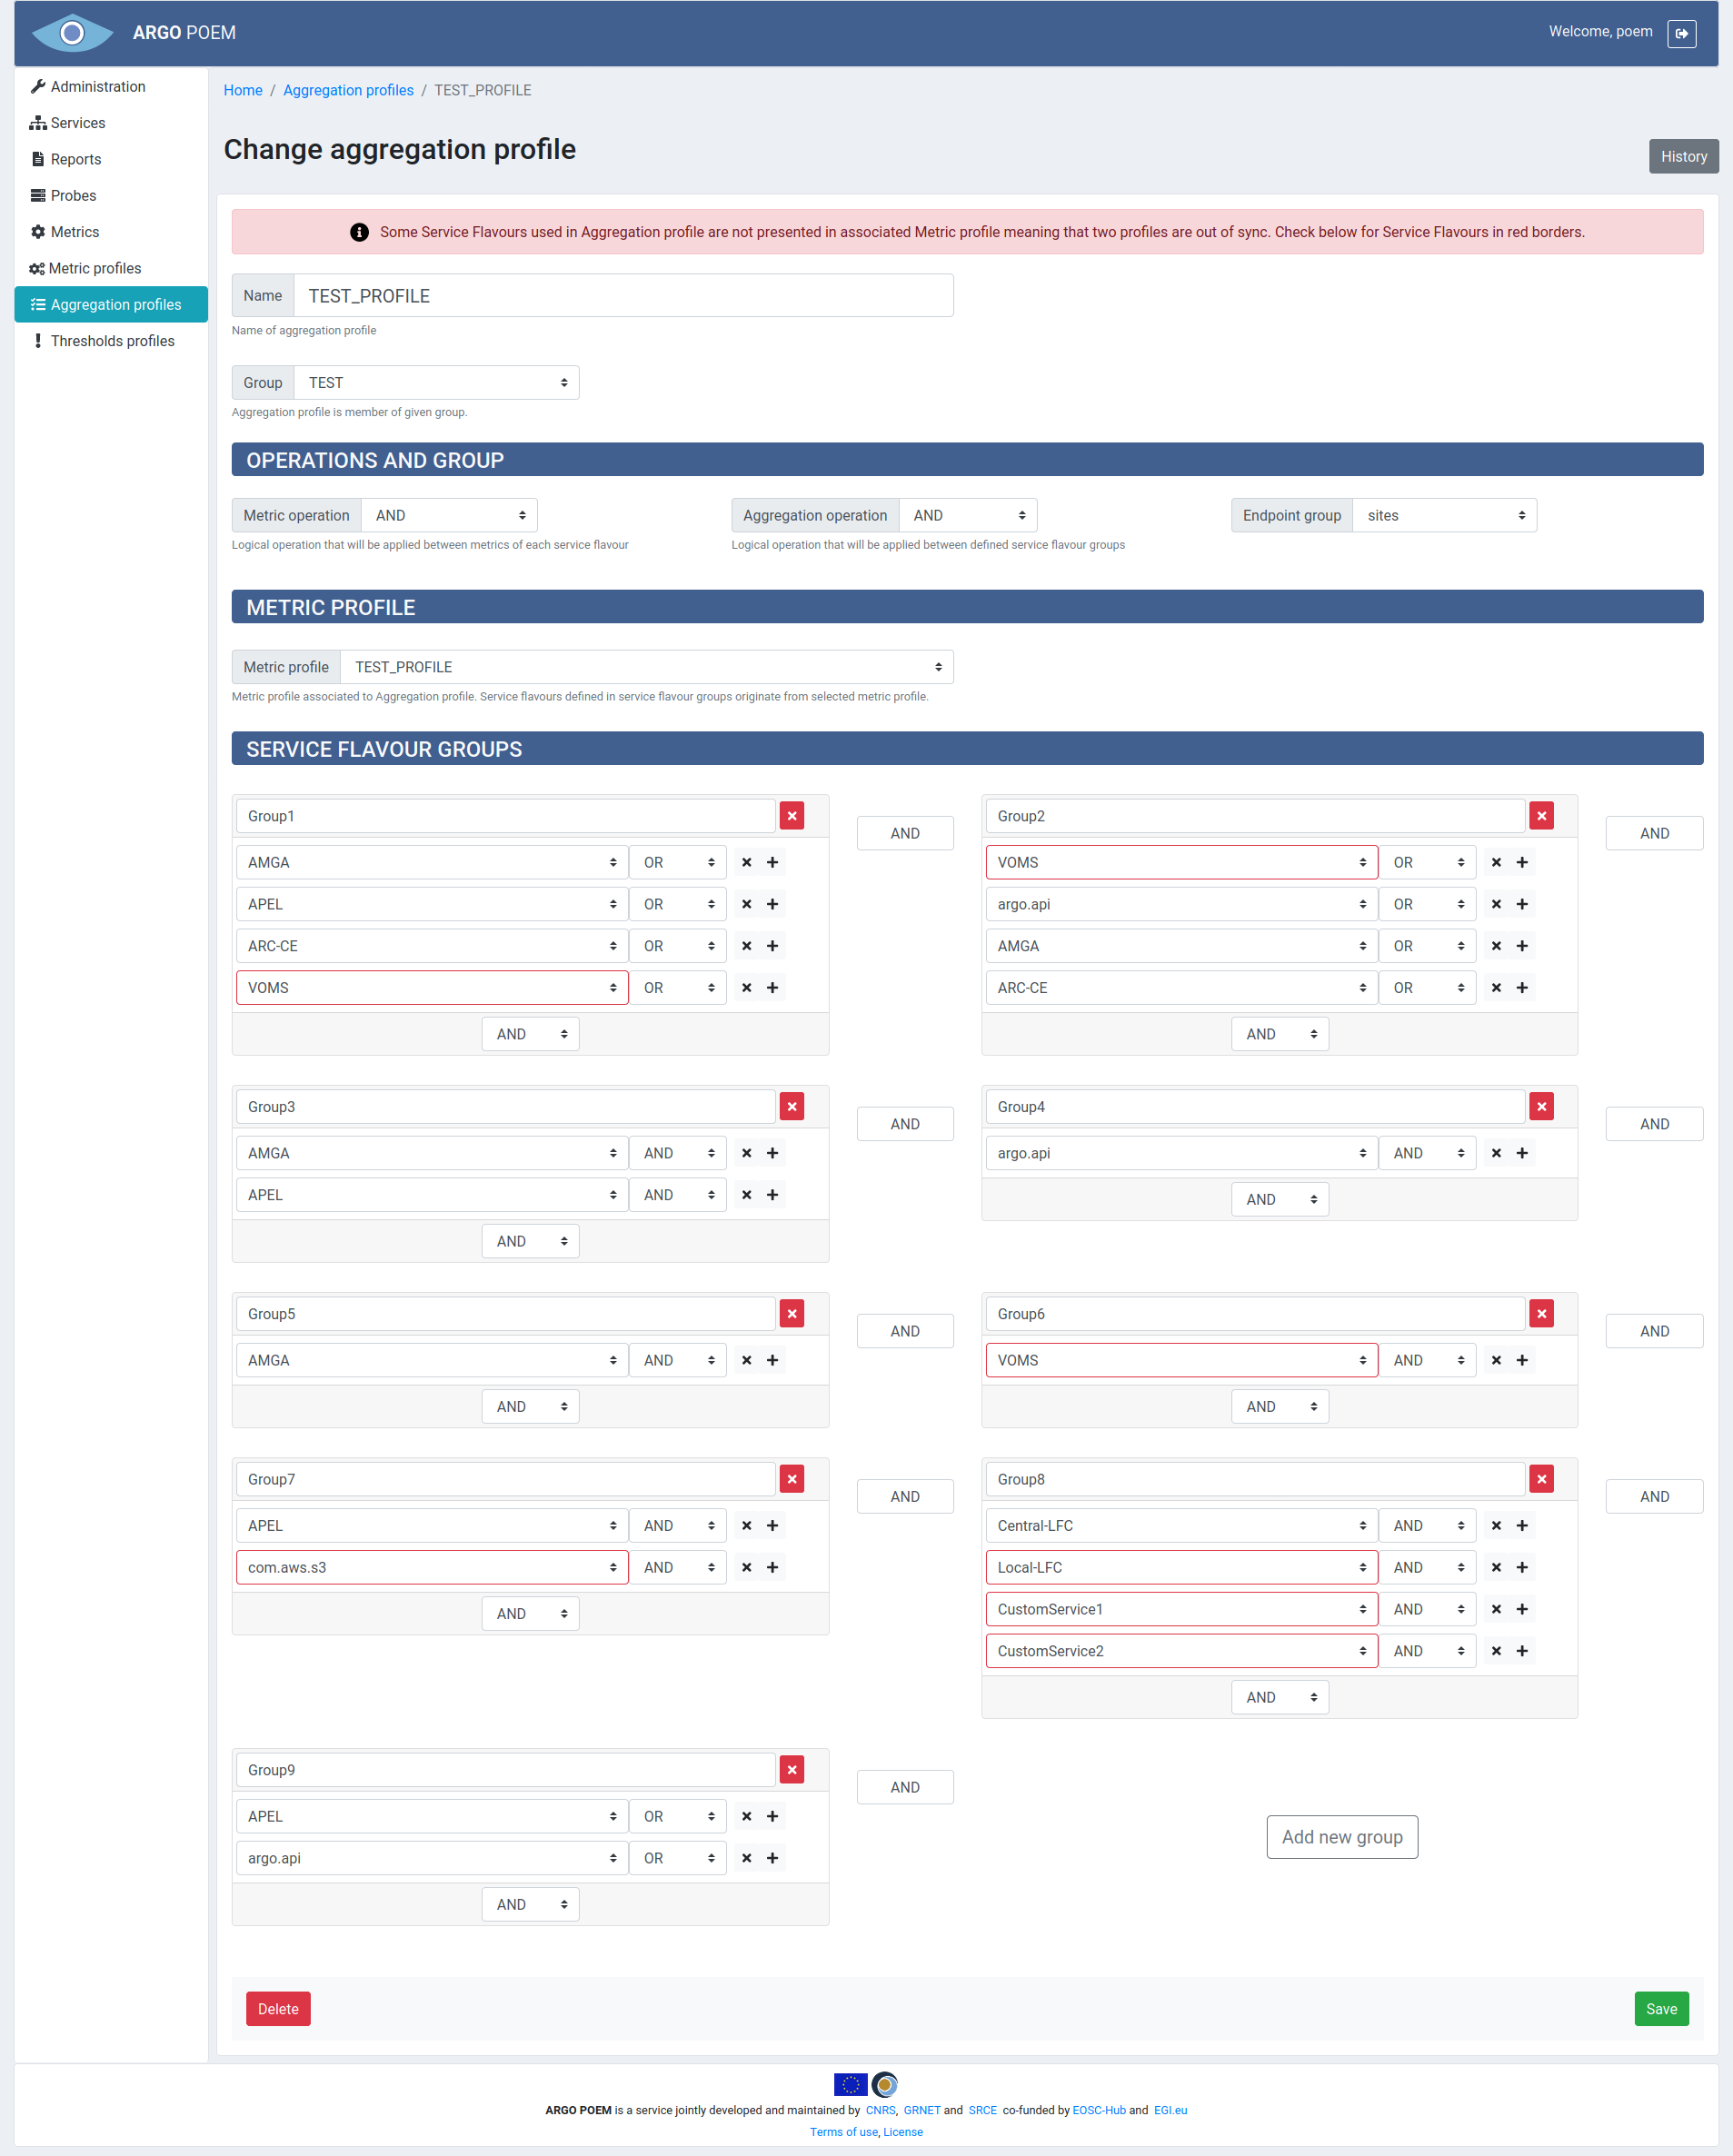 ARGO POEM
Welcome, poem
Administration
Services
Reports
Probes
Metrics
Metric profiles
Aggregation profiles
Thresholds profiles
Home / Aggregation profiles / TEST_PROFILE
Change aggregation profile
History
Some Service Flavours used in Aggregation profile are not presented in associated Metric profile meaning that two profiles are out of sync. Check below for Service Flavours in red borders.
Name TEST_PROFILE
Name of aggregation profile
Group TEST
Aggregation profile is member of given group.
OPERATIONS AND GROUP
Metric operation AND
Logical operation that will be applied between metrics of each service flavour
Aggregation operation AND
Logical operation that will be applied between defined service flavour groups
Endpoint group sites
METRIC PROFILE
Metric profile TEST_PROFILE
Metric profile associated to Aggregation profile. Service flavours defined in service flavour groups originate from selected metric profile.
SERVICE FLAVOUR GROUPS
Group1
AMGA OR
APEL OR
ARC-CE OR
VOMS OR
AND
AND
Group2
VOMS OR
argo.api OR
AMGA OR
ARC-CE OR
AND
AND
Group3
AMGA AND
APEL AND
AND
AND
Group4
argo.api AND
AND
AND
Group5
AMGA AND
AND
AND
Group6
VOMS AND
AND
AND
Group7
APEL AND
com.aws.s3 AND
AND
AND
Group8
Central-LFC AND
Local-LFC AND
CustomService1 AND
CustomService2 AND
AND
AND
Group9
APEL OR
argo.api OR
AND
AND
Add new group
Delete
Save
ARGO POEM is a service jointly developed and maintained by CNRS, GRNET and SRCE co-funded by EOSC-Hub and EGI.eu
Terms of use, License